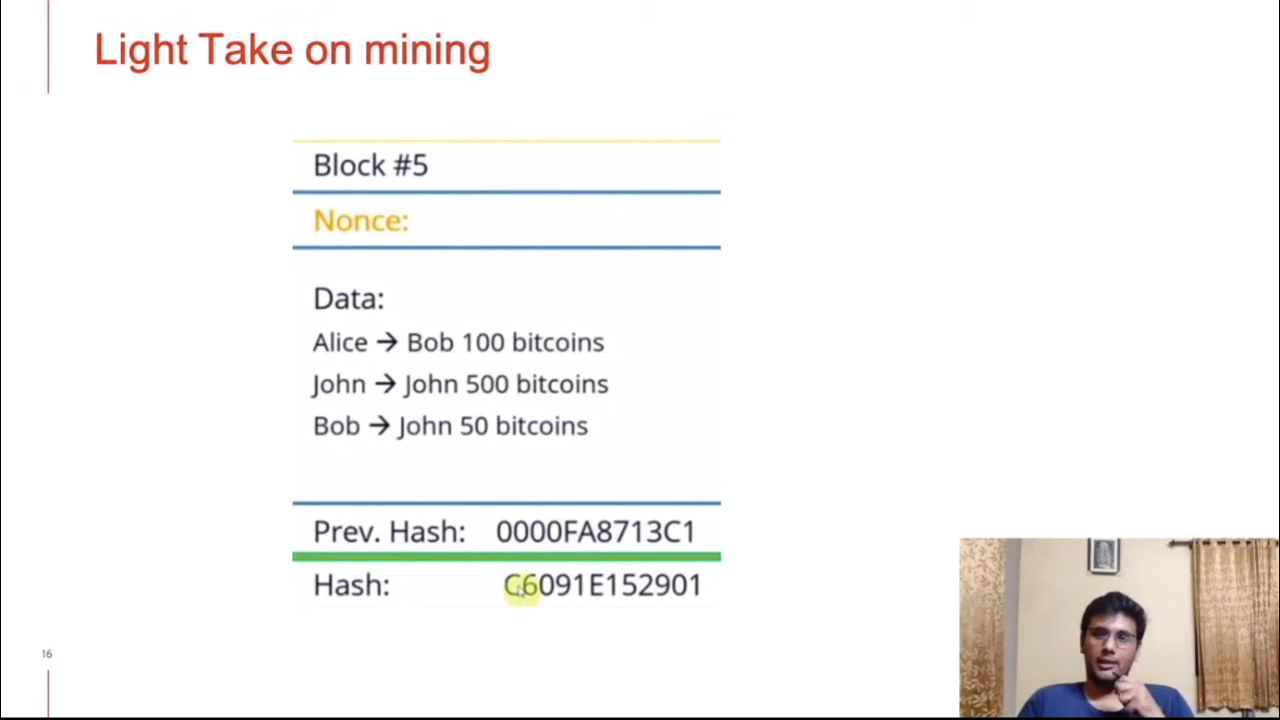 Light Take on mining
Block #5
Nonce:
Data:
Alice → Bob 100 bitcoins
John → John 500 bitcoins
Bob → John 50 bitcoins
Prev. Hash: 0000FA8713C1
Hash: C6091E152901
16